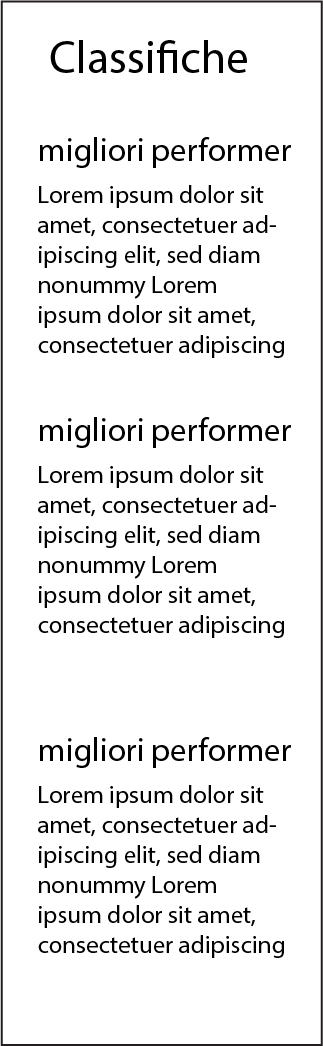 Classifiche
migliori performer
Lorem ipsum dolor sit
amet, consectetuer ad-
ipiscing elit, sed diam
nonummy Lorem
ipsum dolor sit amet,
consectetuer adipiscing
migliori performer
Lorem ipsum dolor sit
amet, consectetuer ad-
ipiscing elit, sed diam
nonummy Lorem
ipsum dolor sit amet,
consectetuer adipiscing
migliori performer
Lorem ipsum dolor sit
amet, consectetuer ad-
ipiscing elit, sed diam
nonummy Lorem
ipsum dolor sit amet,
consectetuer adipiscing